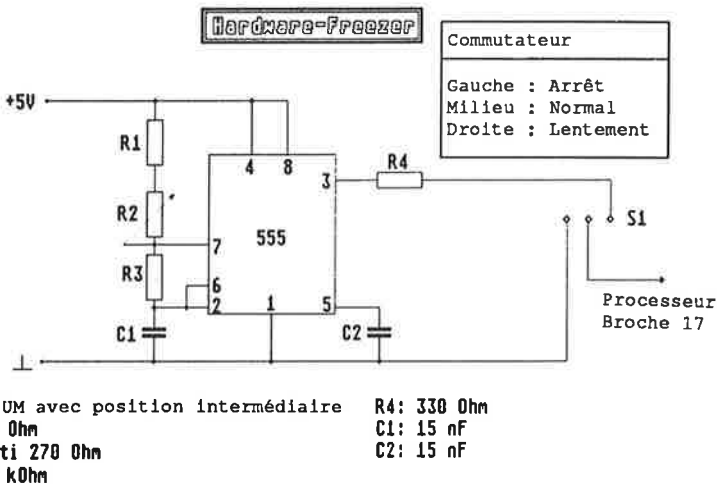 Hardware-Freezer
Commutateur
Gauche : Arrêt
Milieu : Normal
Droite : Lentement
+5V
R1
R2
R3
C1
4
8
3
7
555
6
2
1
5
R4
C2
S1
Processeur
Broche 17
UM avec position intermédiaire
Ohm
ti 270 Ohm
kOhm
R4: 330 Ohm
C1: 15 nF
C2: 15 nF